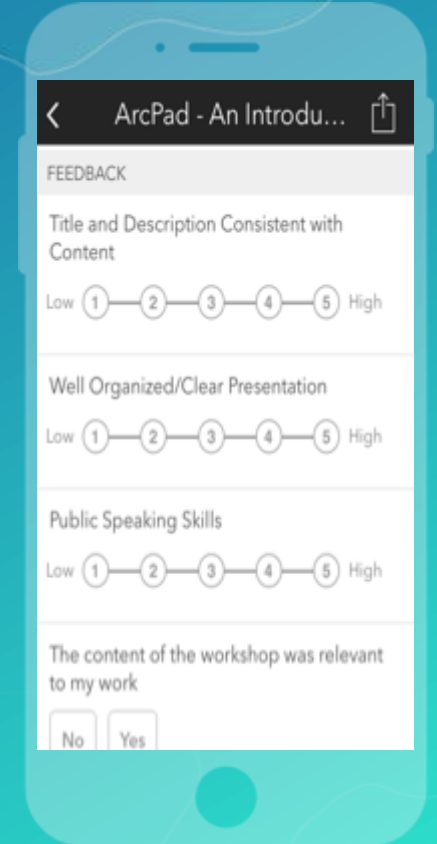 ArcPad - An Introdu...
FEEDBACK
Title and Description Consistent with
Content
Low 1 2 3 4 5 High
Well Organized/Clear Presentation
Low 1 2 3 4 5 High
Public Speaking Skills
Low 1 2 3 4 5 High
The content of the workshop was relevant
to my work
No Yes